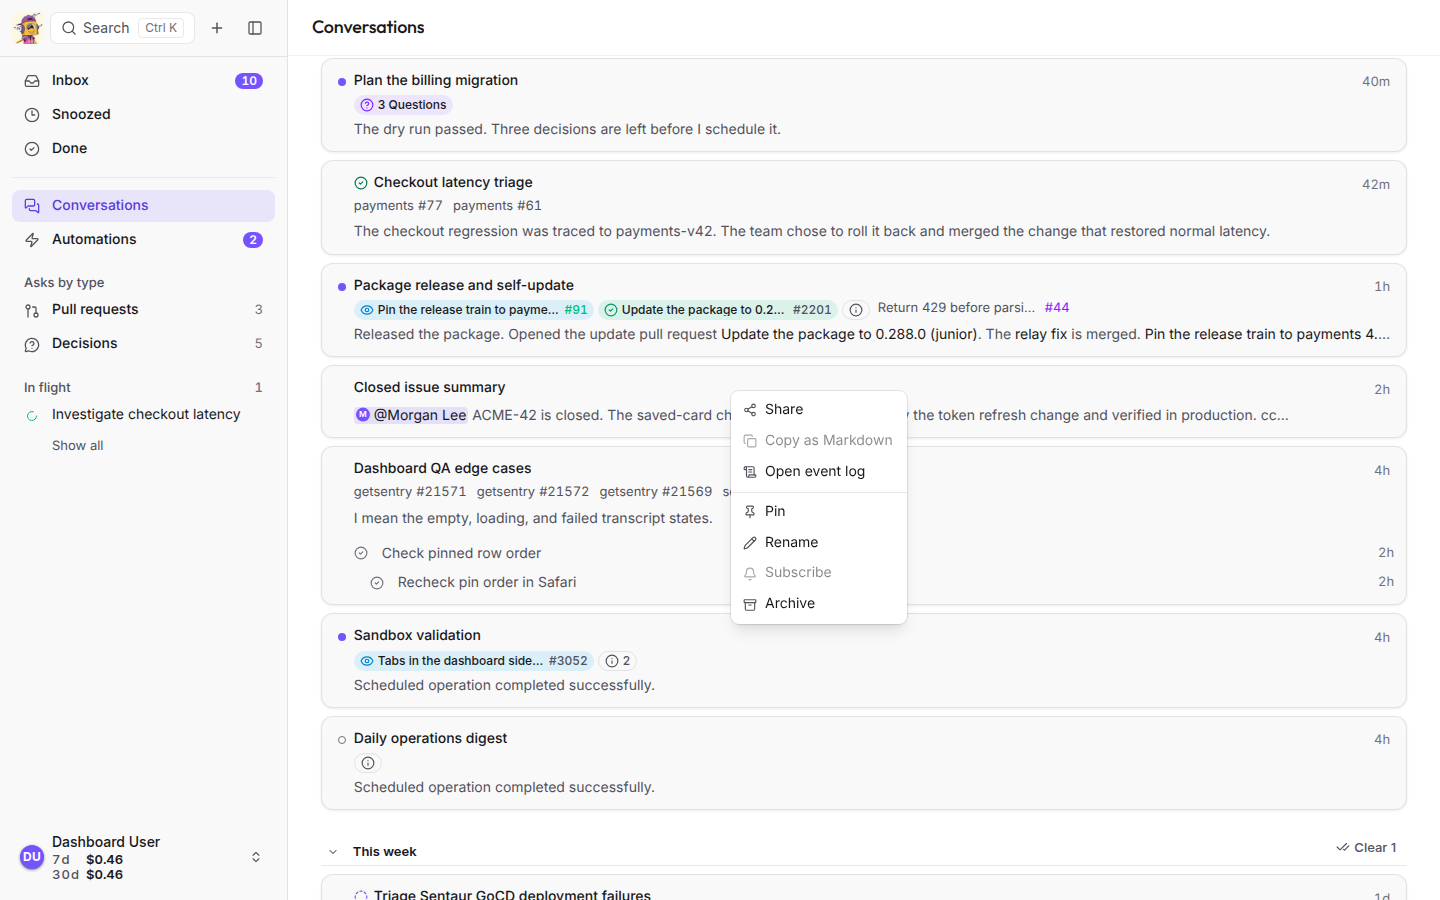 Search Ctrl K
Conversations
Inbox 10
Snoozed
Done
Conversations
Automations 2
Asks by type
Pull requests 3
Decisions 5
In flight 1
Investigate checkout latency
Show all
Plan the billing migration 40m
3 Questions
The dry run passed. Three decisions are left before I schedule it.
Checkout latency triage 42m
payments #77 payments #61
The checkout regression was traced to payments-v42. The team chose to roll it back and merged the change that restored normal latency.
Package release and self-update 1h
Pin the release train to payme... #91 Update the package to 0.2... #2201 Return 429 before parsi... #44
Released the package. Opened the update pull request Update the package to 0.288.0 (junior). The relay fix is merged. Pin the release train to payments 4....
Closed issue summary 2h
M @Morgan Lee ACME-42 is closed. The saved-card ch the token refresh change and verified in production. cc...
Share
Copy as Markdown
Open event log
Pin
Rename
Subscribe
Archive
Dashboard QA edge cases 4h
getsentry #21571 getsentry #21572 getsentry #21569
I mean the empty, loading, and failed transcript states.
Check pinned row order 2h
Recheck pin order in Safari 2h
Sandbox validation 4h
Tabs in the dashboard side... #3052 2
Scheduled operation completed successfully.
Daily operations digest 4h
Scheduled operation completed successfully.
This week Clear 1
Triage Sentaur GoCD deployment failures 1d
DU Dashboard User
7d $0.46
30d $0.46